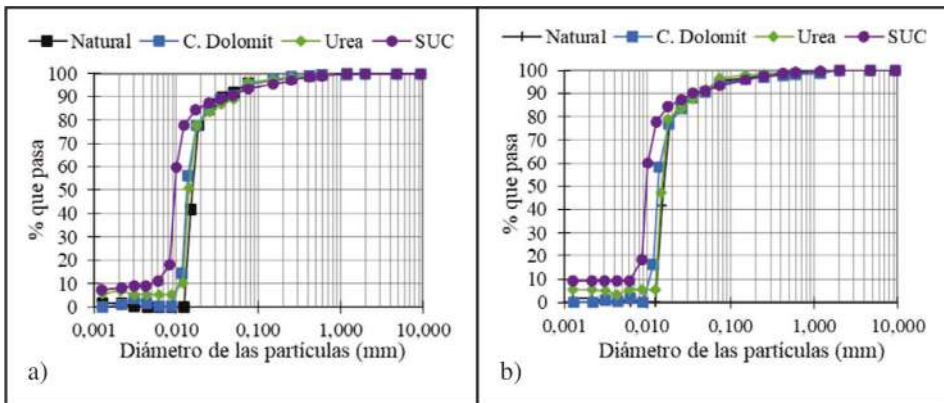 Natural C. Dolomit Urea SUC
% que pasa
100
90
80
70
60
50
40
30
20
10
0
0,001 0,010 0,100 1,000 10,000
Diámetro de las partículas (mm)
a)
Natural C. Dolomit Urea SUC
% que pasa
100
90
80
70
60
50
40
30
20
10
0
0,001 0,010 0,100 1,000 10,000
Diámetro de las partículas (mm)
b)